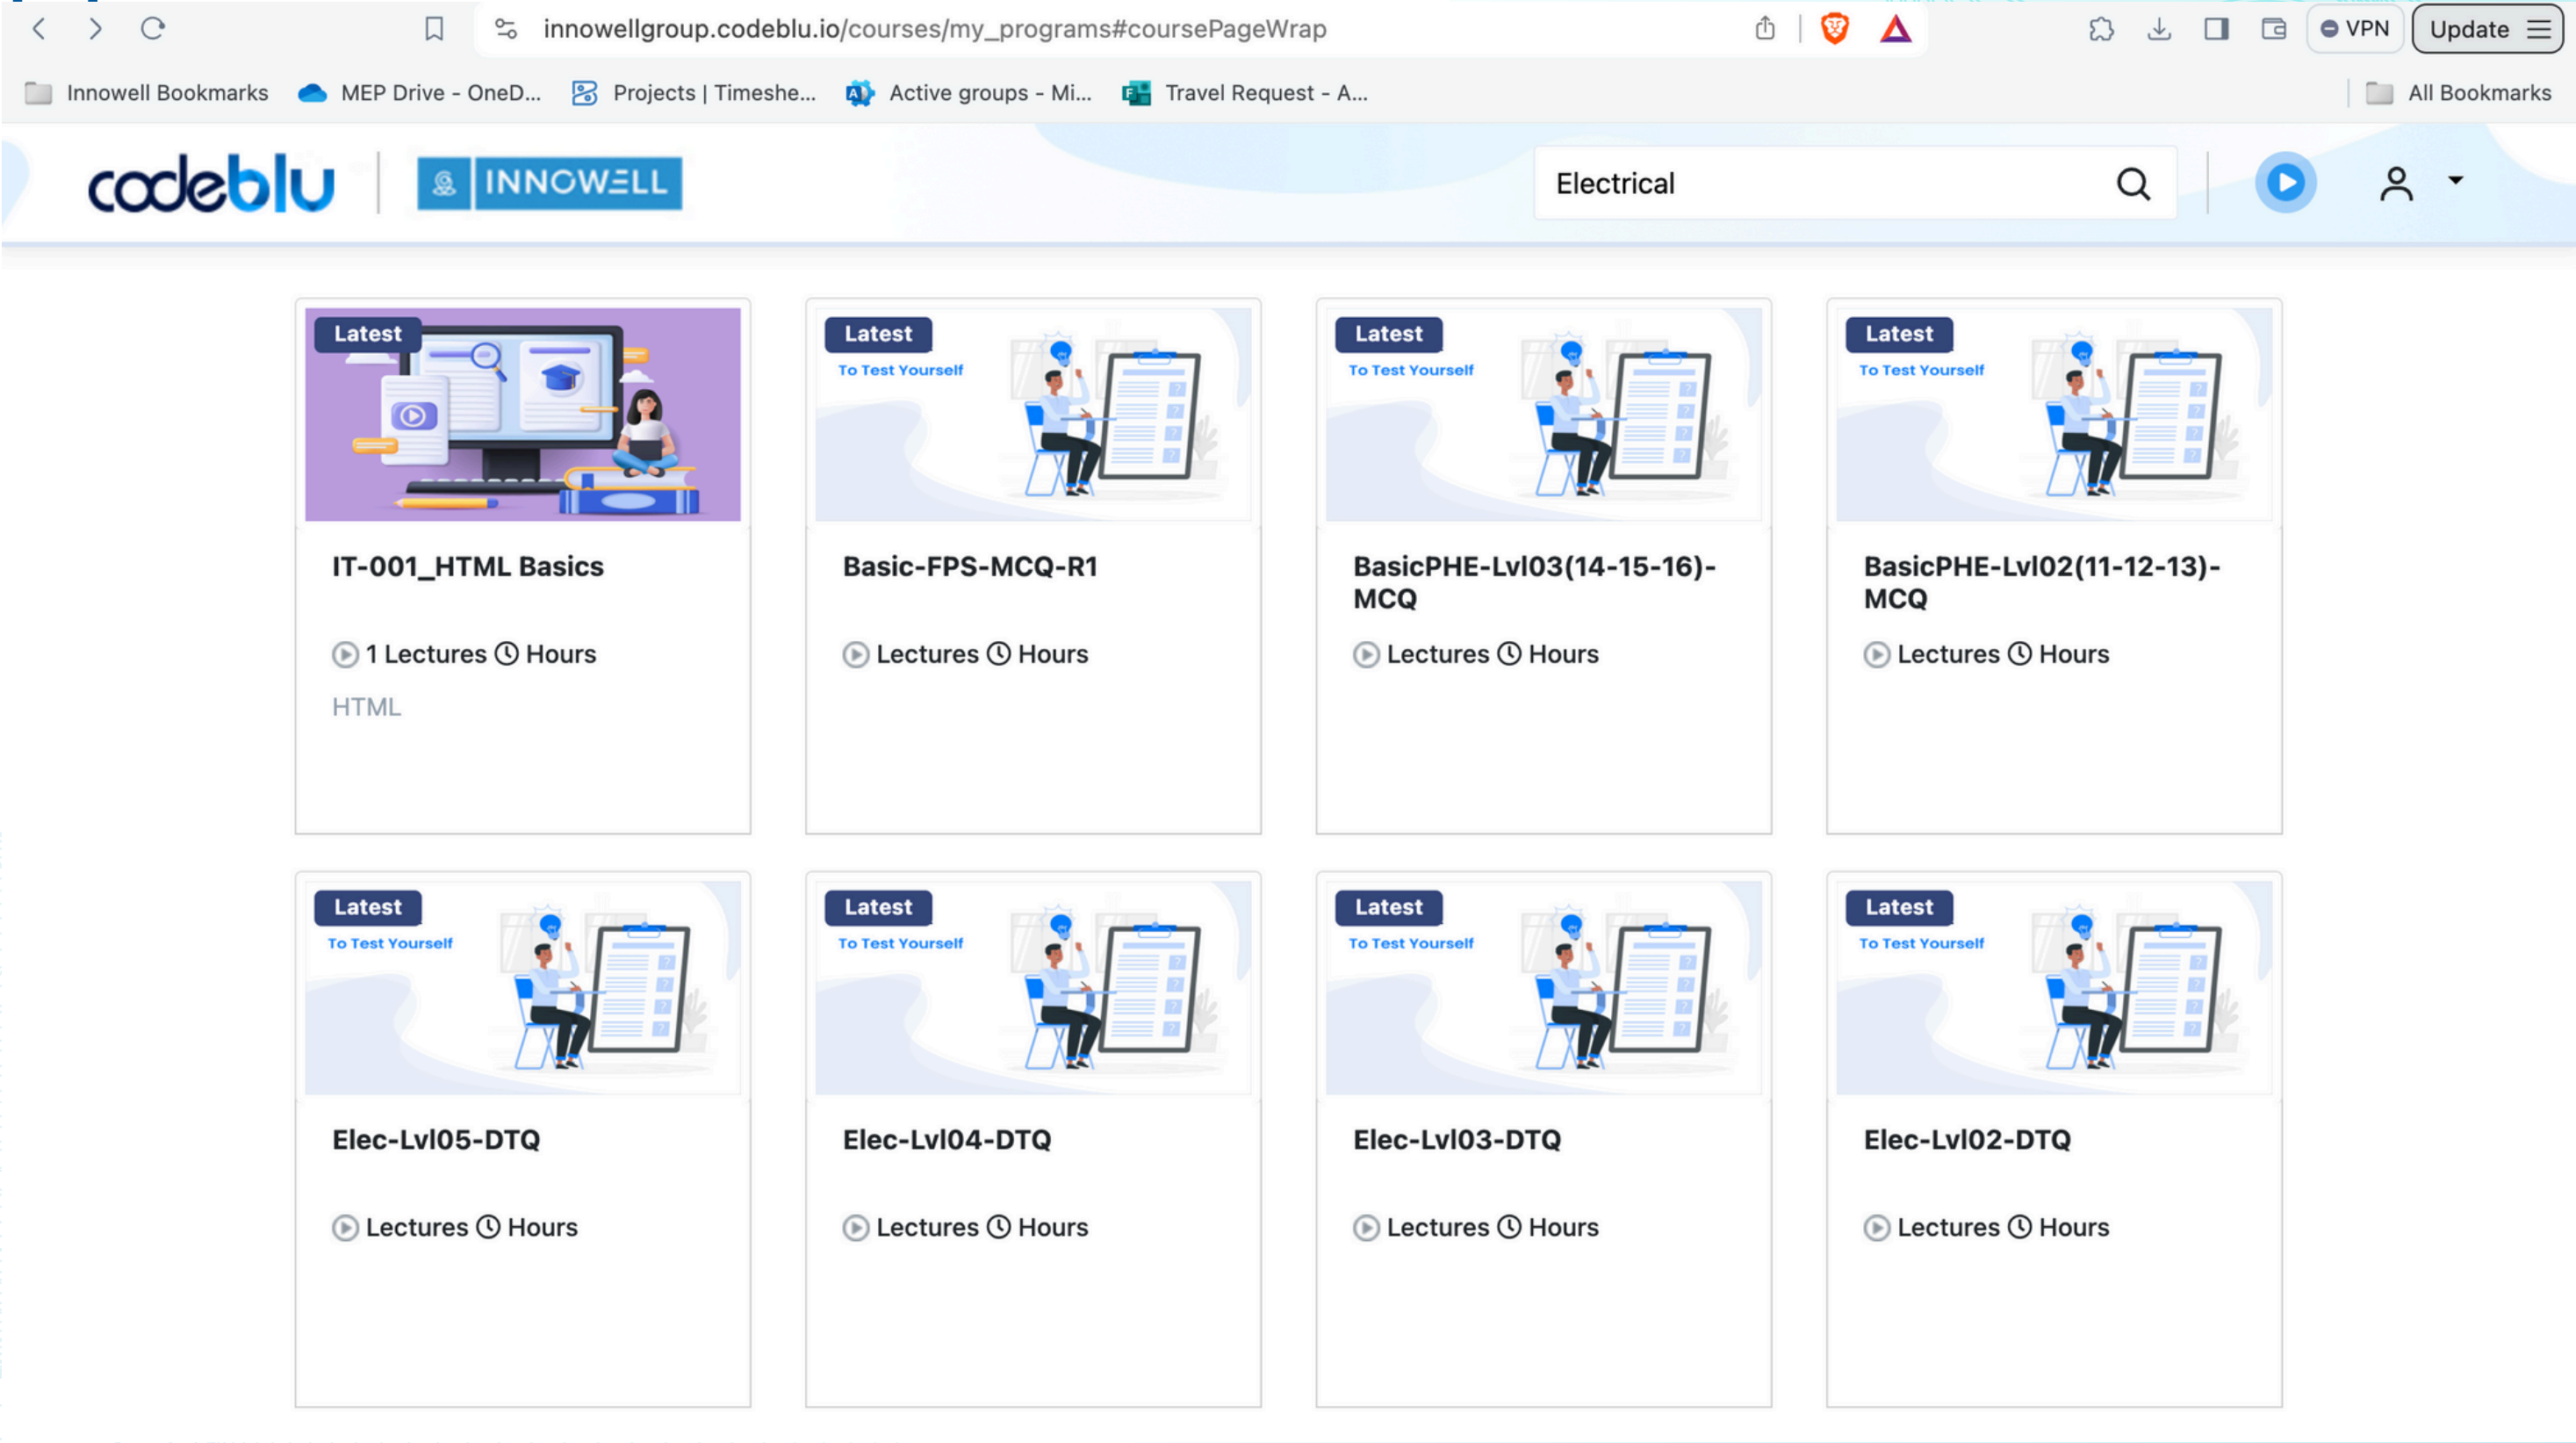 innowellgroup.codeblu.io/courses/my_programs#coursePageWrap
VPN
Update
Innowell Bookmarks
MEP Drive - OneD...
Projects | Timeshe...
Active groups - Mi...
Travel Request - A...
All Bookmarks
codeblu
INNOWELL
Electrical
Latest
To Test Yourself
Latest
To Test Yourself
Latest
To Test Yourself
Latest
IT-001_HTML Basics
Basic-FPS-MCQ-R1
BasicPHE-Lvl03(14-15-16)-
MCQ
BasicPHE-Lvl02(11-12-13)-
MCQ
1 Lectures Hours
Lectures Hours
Lectures Hours
Lectures Hours
HTML
Latest
To Test Yourself
Latest
To Test Yourself
Latest
To Test Yourself
Latest
To Test Yourself
Elec-Lvl05-DTQ
Elec-Lvl04-DTQ
Elec-Lvl03-DTQ
Elec-Lvl02-DTQ
Lectures Hours
Lectures Hours
Lectures Hours
Lectures Hours